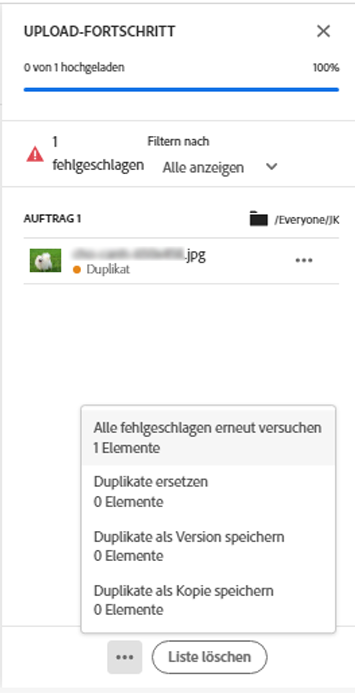 UPLOAD-FORTSCHRITT
0 von 1 hochgeladen 100%
1 Filtern nach
fehlgeschlagen Alle anzeigen
AUFTRAG 1 /Everyone/JK
.jpg
Duplikat
Alle fehlgeschlagen erneut versuchen
1 Elemente
Duplikate ersetzen
0 Elemente
Duplikate als Version speichern
0 Elemente
Duplikate als Kopie speichern
0 Elemente
Liste löschen